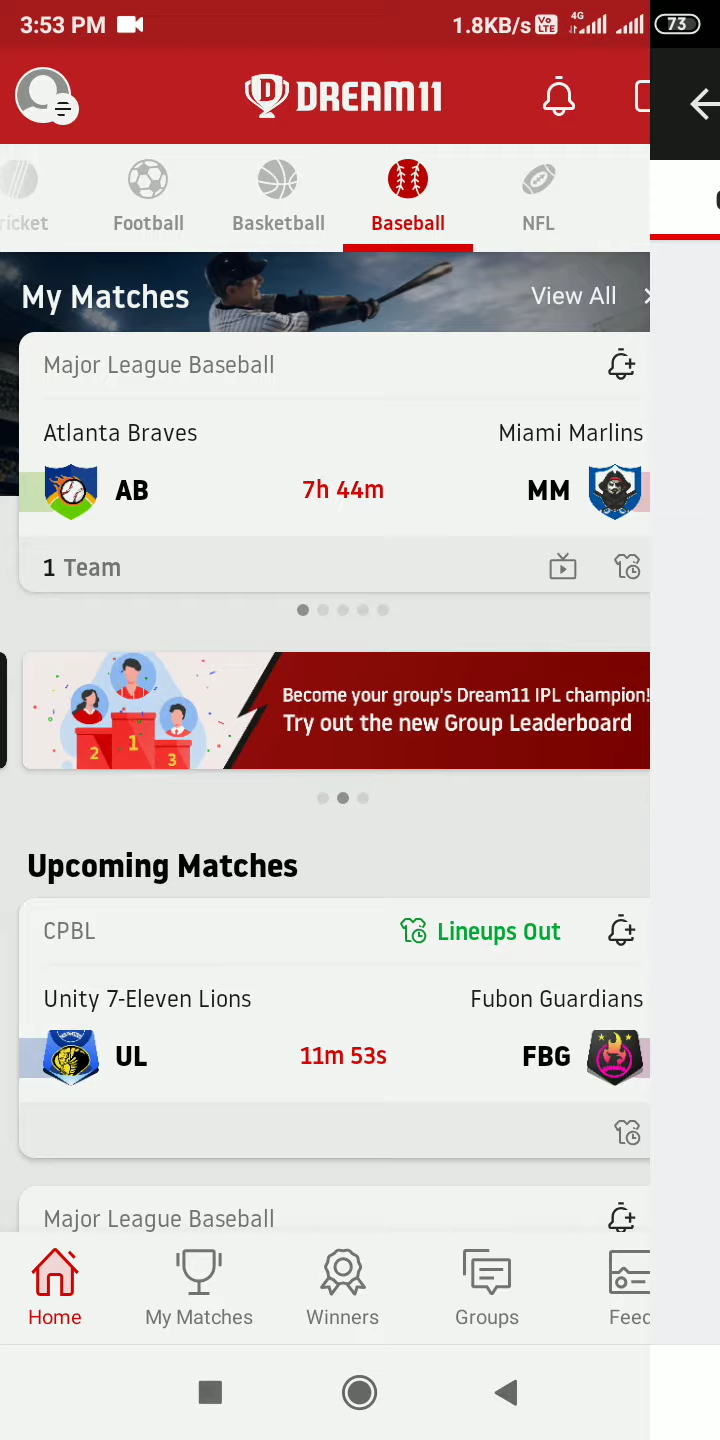 3:53 PM 1.8KB/s Vo LTE 4G 73
DREAM11
ricket Football Basketball Baseball NFL
My Matches View All
Major League Baseball
Atlanta Braves Miami Marlins
AB 7h 44m MM
1 Team
Become your group's Dream11 IPL champion!
Try out the new Group Leaderboard
2 1 3
Upcoming Matches
CPBL Lineups Out
Unity 7-Eleven Lions Fubon Guardians
UL 11m 53s FBG
Major League Baseball
Home My Matches Winners Groups Feed